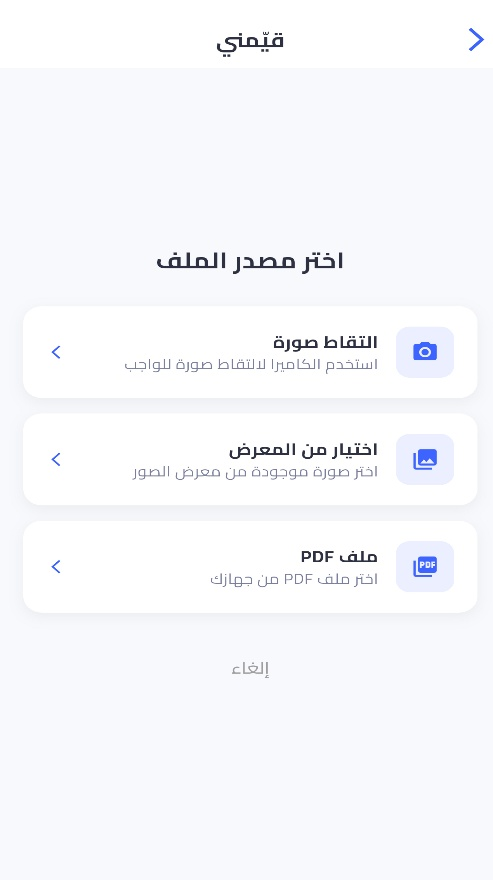 قيّمني
اختر مصدر الملف
التقاط صورة
استخدم الكاميرا لالتقاط صورة للواجب
اختيار من المعرض
اختر صورة موجودة من معرض الصور
ملف PDF
PDF
اختر ملف PDF من جهازك
إلغاء